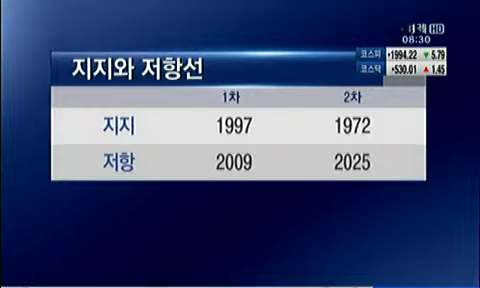 HD
08:30
코스피 1994.22 ▼ 5.79
코스닥 530.01 ▲ 1.45
지지와 저항선
1차 2차
지지 1997 1972
저항 2009 2025